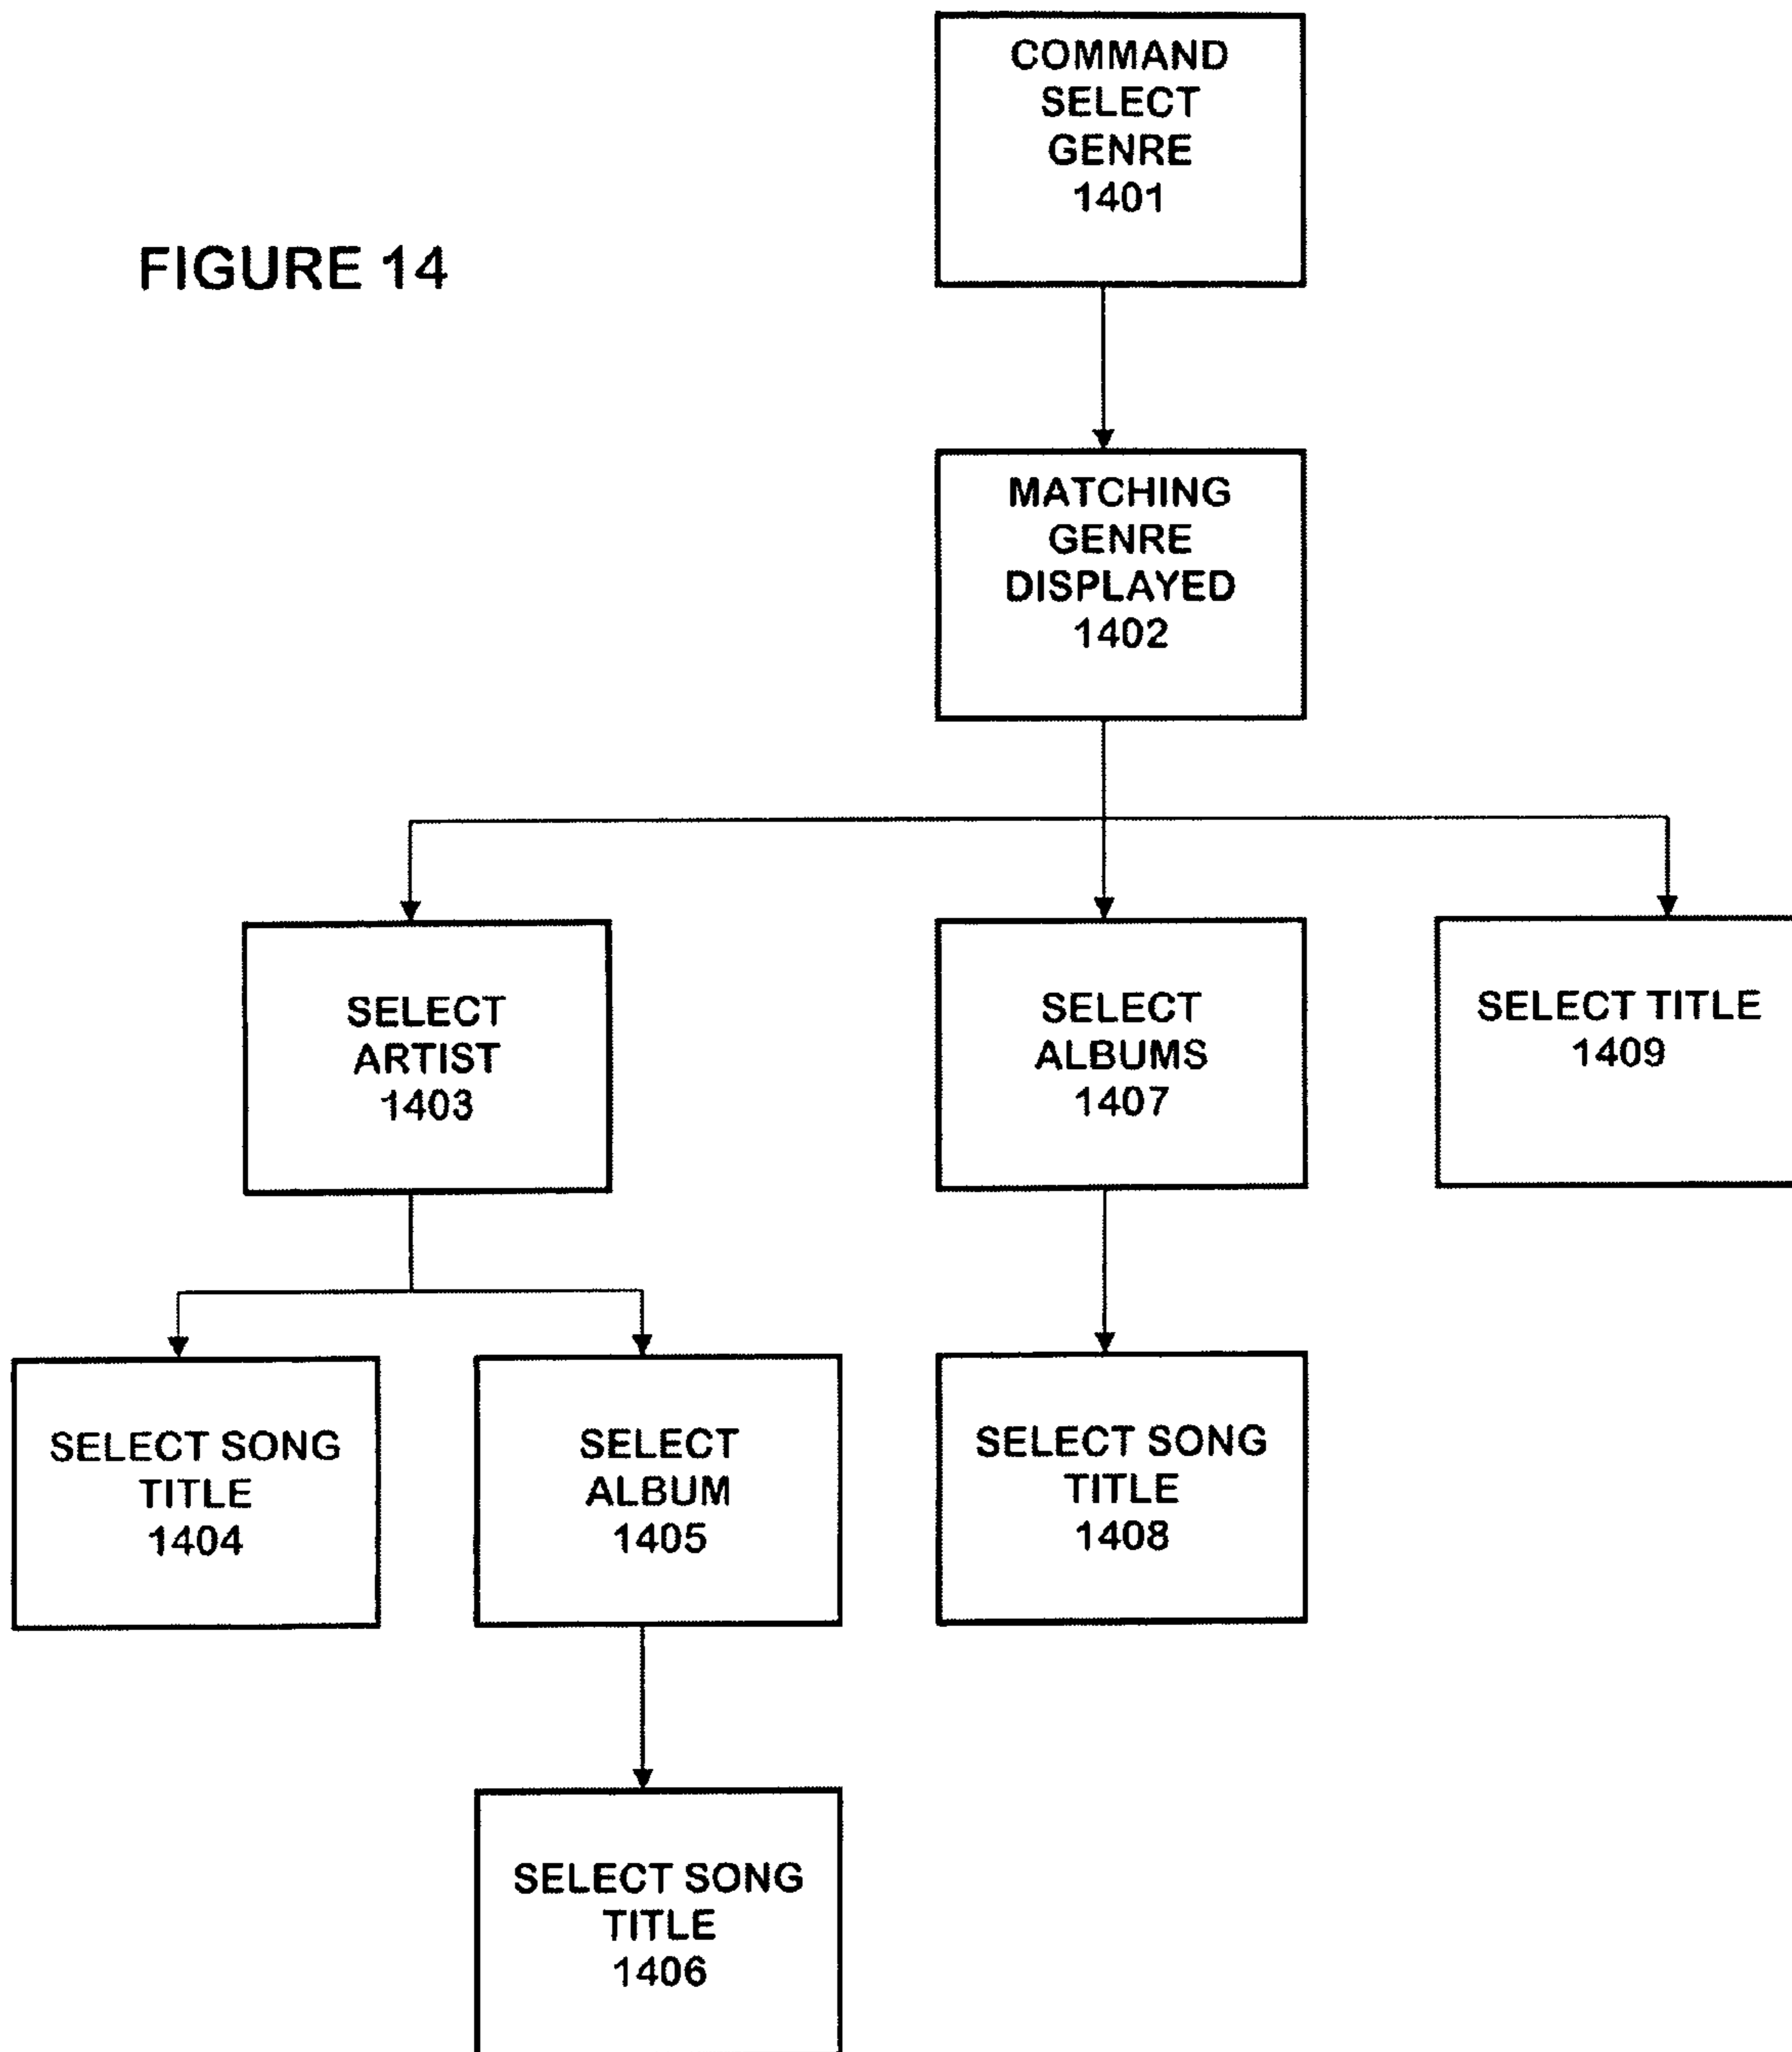 COMMAND
SELECT
GENRE
1401
FIGURE 14
MATCHING
GENRE
DISPLAYED
1402
SELECT
ARTIST
1403
SELECT
ALBUMS
1407
SELECT TITLE
1409
SELECT SONG
TITLE
1404
SELECT
ALBUM
1405
SELECT SONG
TITLE
1408
SELECT SONG
TITLE
1406